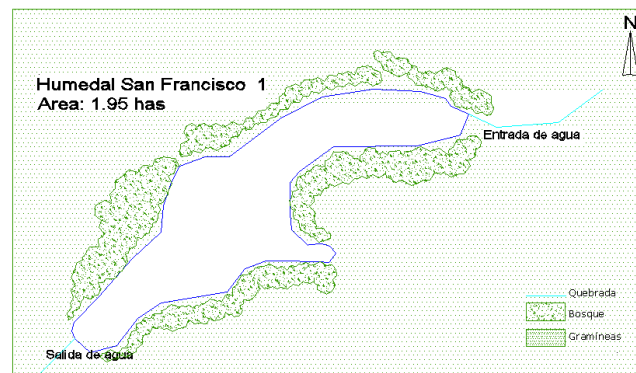 N
Humedal San Francisco 1
Area: 1.95 has
Entrada de agua
Quebrada
Bosque
Gramíneas
Salida de agua